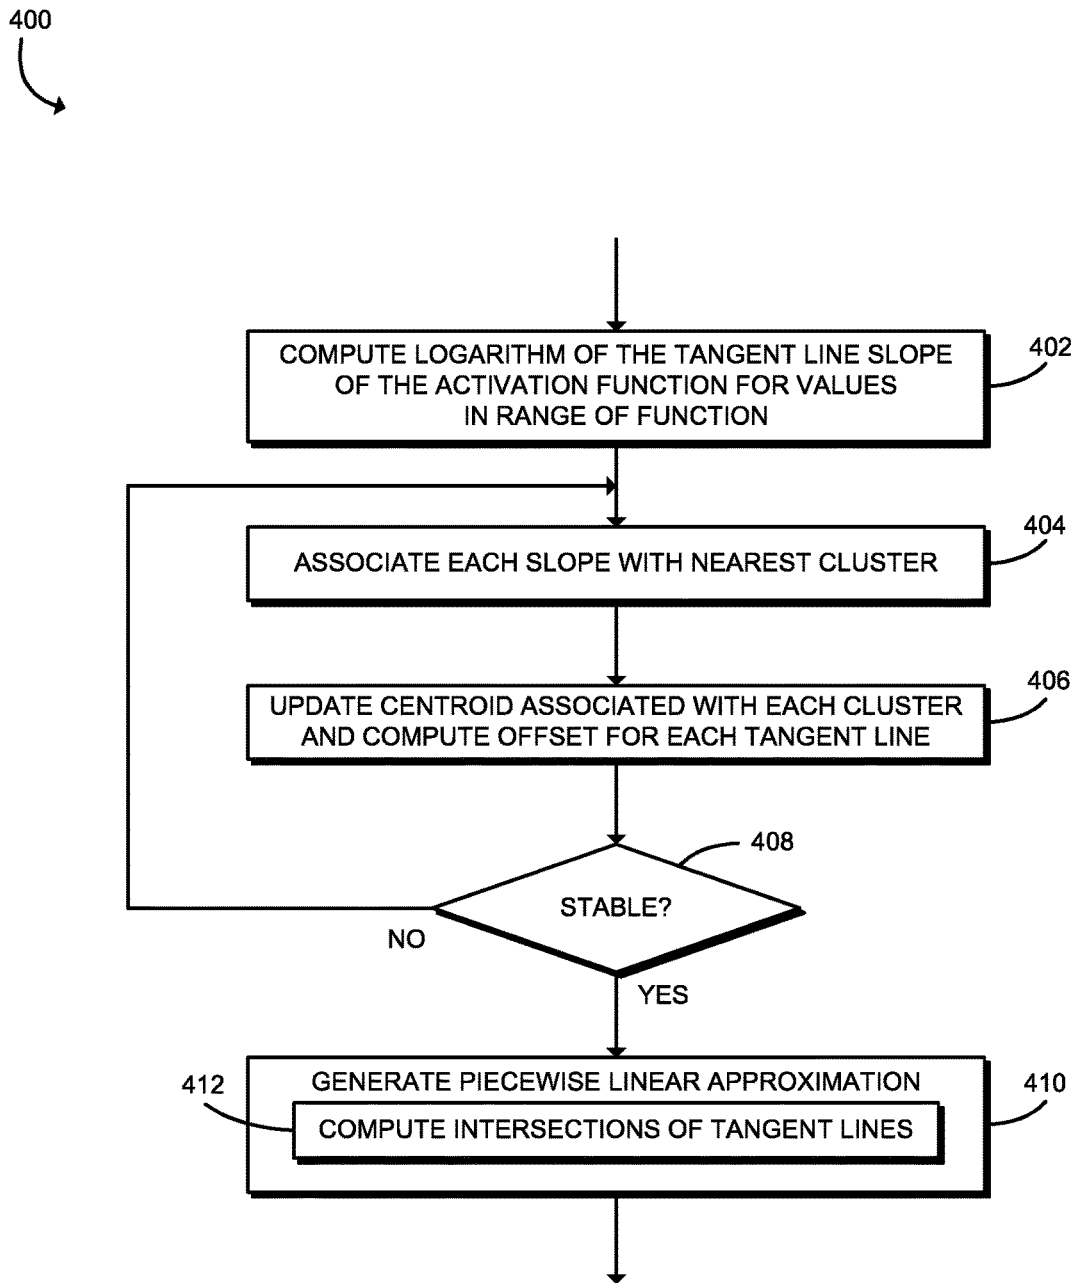 400
COMPUTE LOGARITHM OF THE TANGENT LINE SLOPE
OF THE ACTIVATION FUNCTION FOR VALUES
IN RANGE OF FUNCTION
402
ASSOCIATE EACH SLOPE WITH NEAREST CLUSTER
404
UPDATE CENTROID ASSOCIATED WITH EACH CLUSTER
AND COMPUTE OFFSET FOR EACH TANGENT LINE
406
STABLE?
408
NO
YES
GENERATE PIECEWISE LINEAR APPROXIMATION
410
412
COMPUTE INTERSECTIONS OF TANGENT LINES